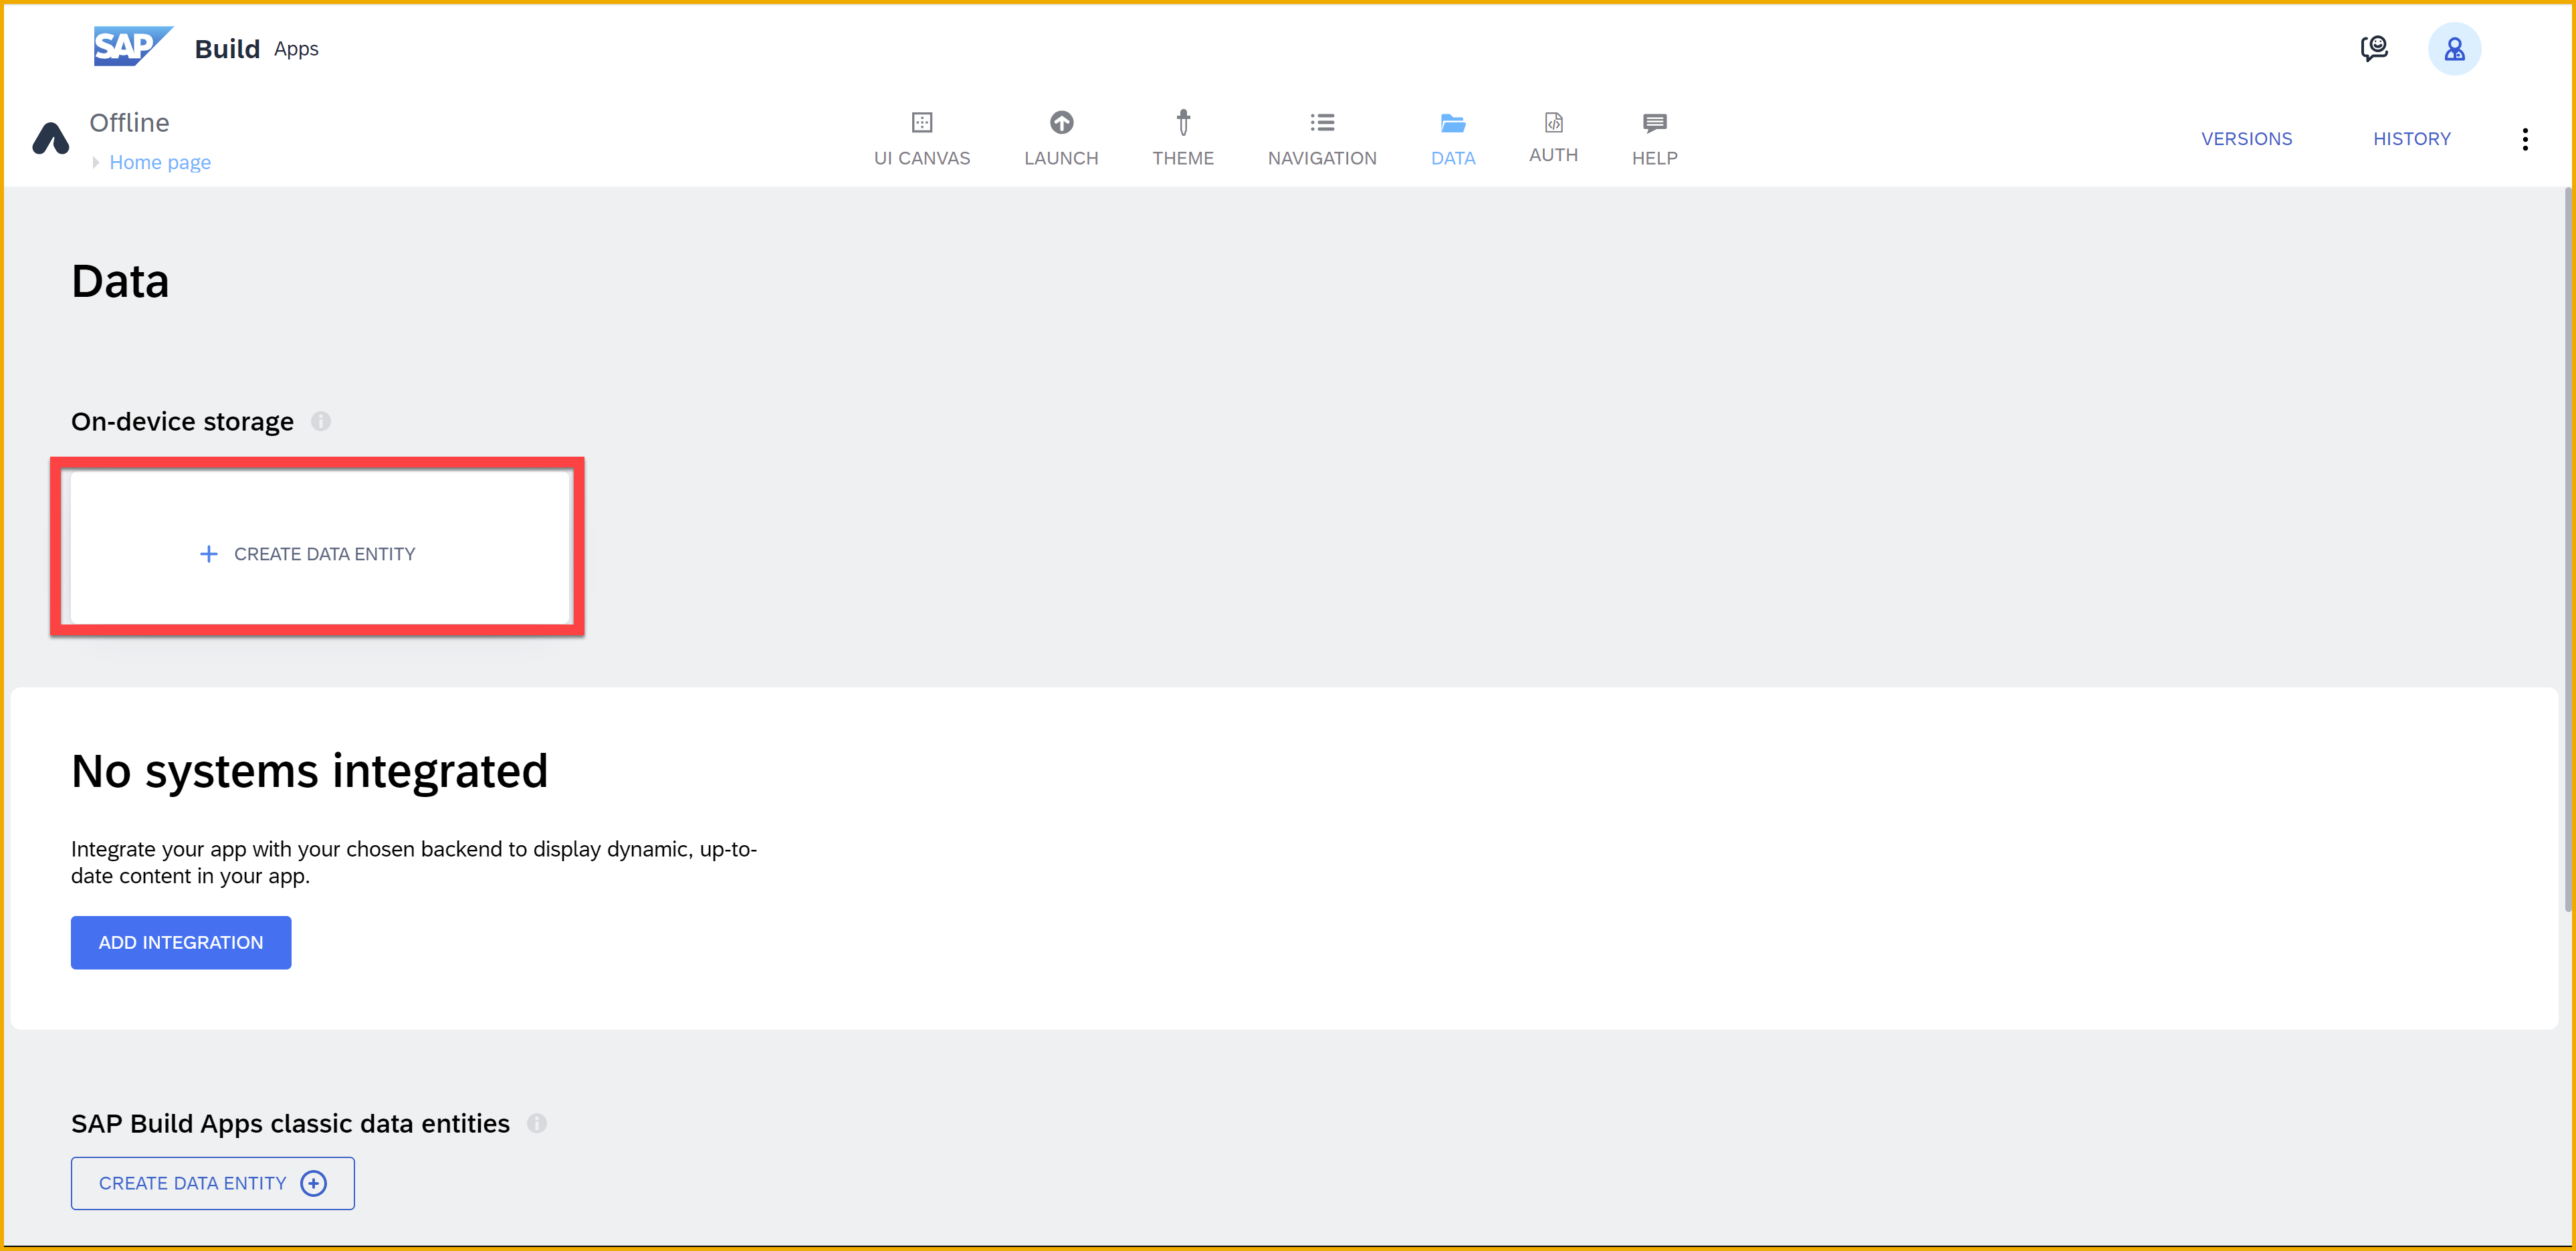 SAP Build Apps
Offline
Home page
UI CANVAS
LAUNCH
THEME
NAVIGATION
DATA
AUTH
HELP
VERSIONS
HISTORY
Data
On-device storage
+ CREATE DATA ENTITY
No systems integrated
Integrate your app with your chosen backend to display dynamic, up-to-
date content in your app.
ADD INTEGRATION
SAP Build Apps classic data entities
CREATE DATA ENTITY